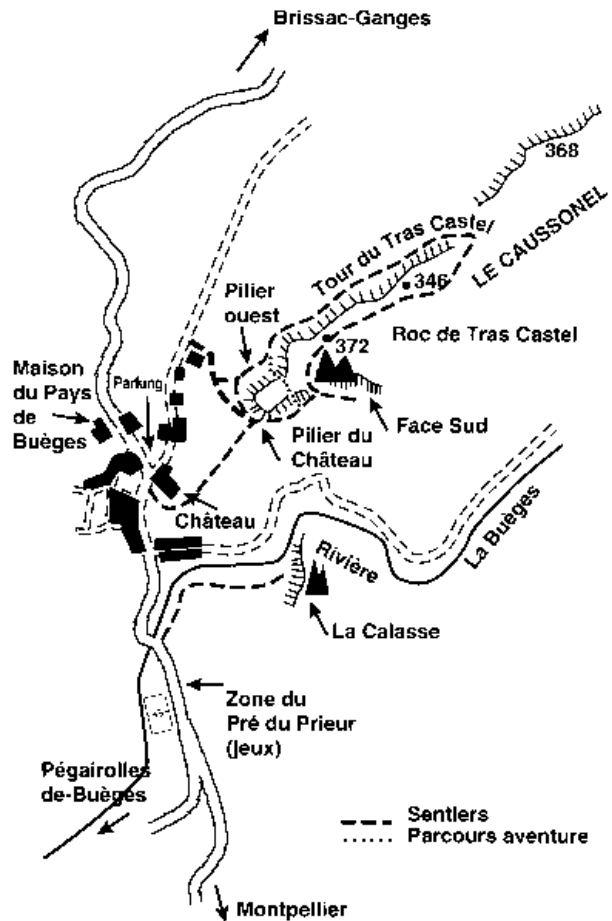 Brissac-Ganges
368
Tour du Tras Castel
LE CAUSSONEL
346
Pilier
ouest
Roc de Tras Castel
372
Maison
du Pays
de
Buèges
Parkung
Face Sud
Pilier du
Château
Château
La Buèges
Rivière
La Calasse
Zone du
Pré du Prieur
(jeux)
Pégairolles
de-Buèges
Sentiers
Parcours aventure
Montpellier